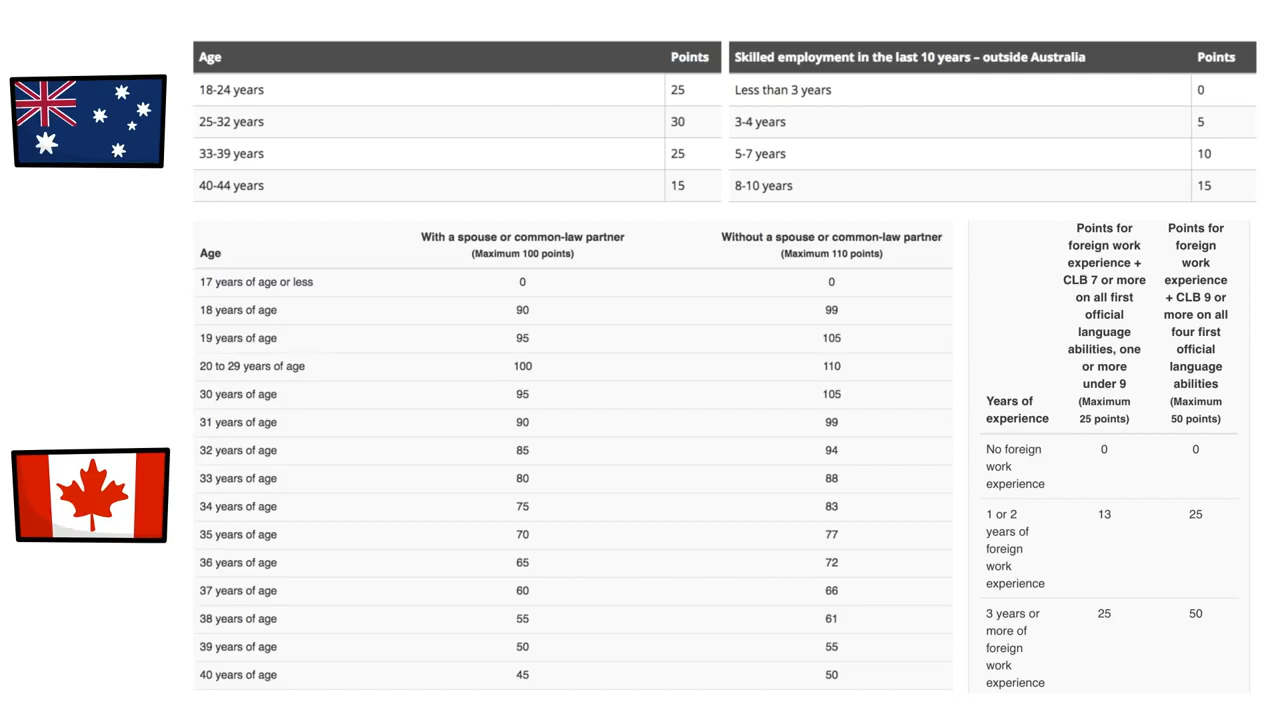 Age Points
18-24 years 25
25-32 years 30
33-39 years 25
40-44 years 15
Skilled employment in the last 10 years – outside Australia Points
Less than 3 years 0
3-4 years 5
5-7 years 10
8-10 years 15
Age With a spouse or common-law partner (Maximum 100 points) Without a spouse or common-law partner (Maximum 110 points)
17 years of age or less 0 0
18 years of age 90 99
19 years of age 95 105
20 to 29 years of age 100 110
30 years of age 95 105
31 years of age 90 99
32 years of age 85 94
33 years of age 80 88
34 years of age 75 83
35 years of age 70 77
36 years of age 65 72
37 years of age 60 66
38 years of age 55 61
39 years of age 50 55
40 years of age 45 50
Years of
experience
Points for
foreign work
experience +
CLB 7 or more
on all first
official
language
abilities, one
or more
under 9
(Maximum
25 points)
Points for
foreign
work
experience
+ CLB 9 or
more on all
four first
official
language
abilities
(Maximum
50 points)
No foreign 0 0
work
experience
1 or 2 13 25
years of
foreign
work
experience
3 years or 25 50
more of
foreign
work
experience